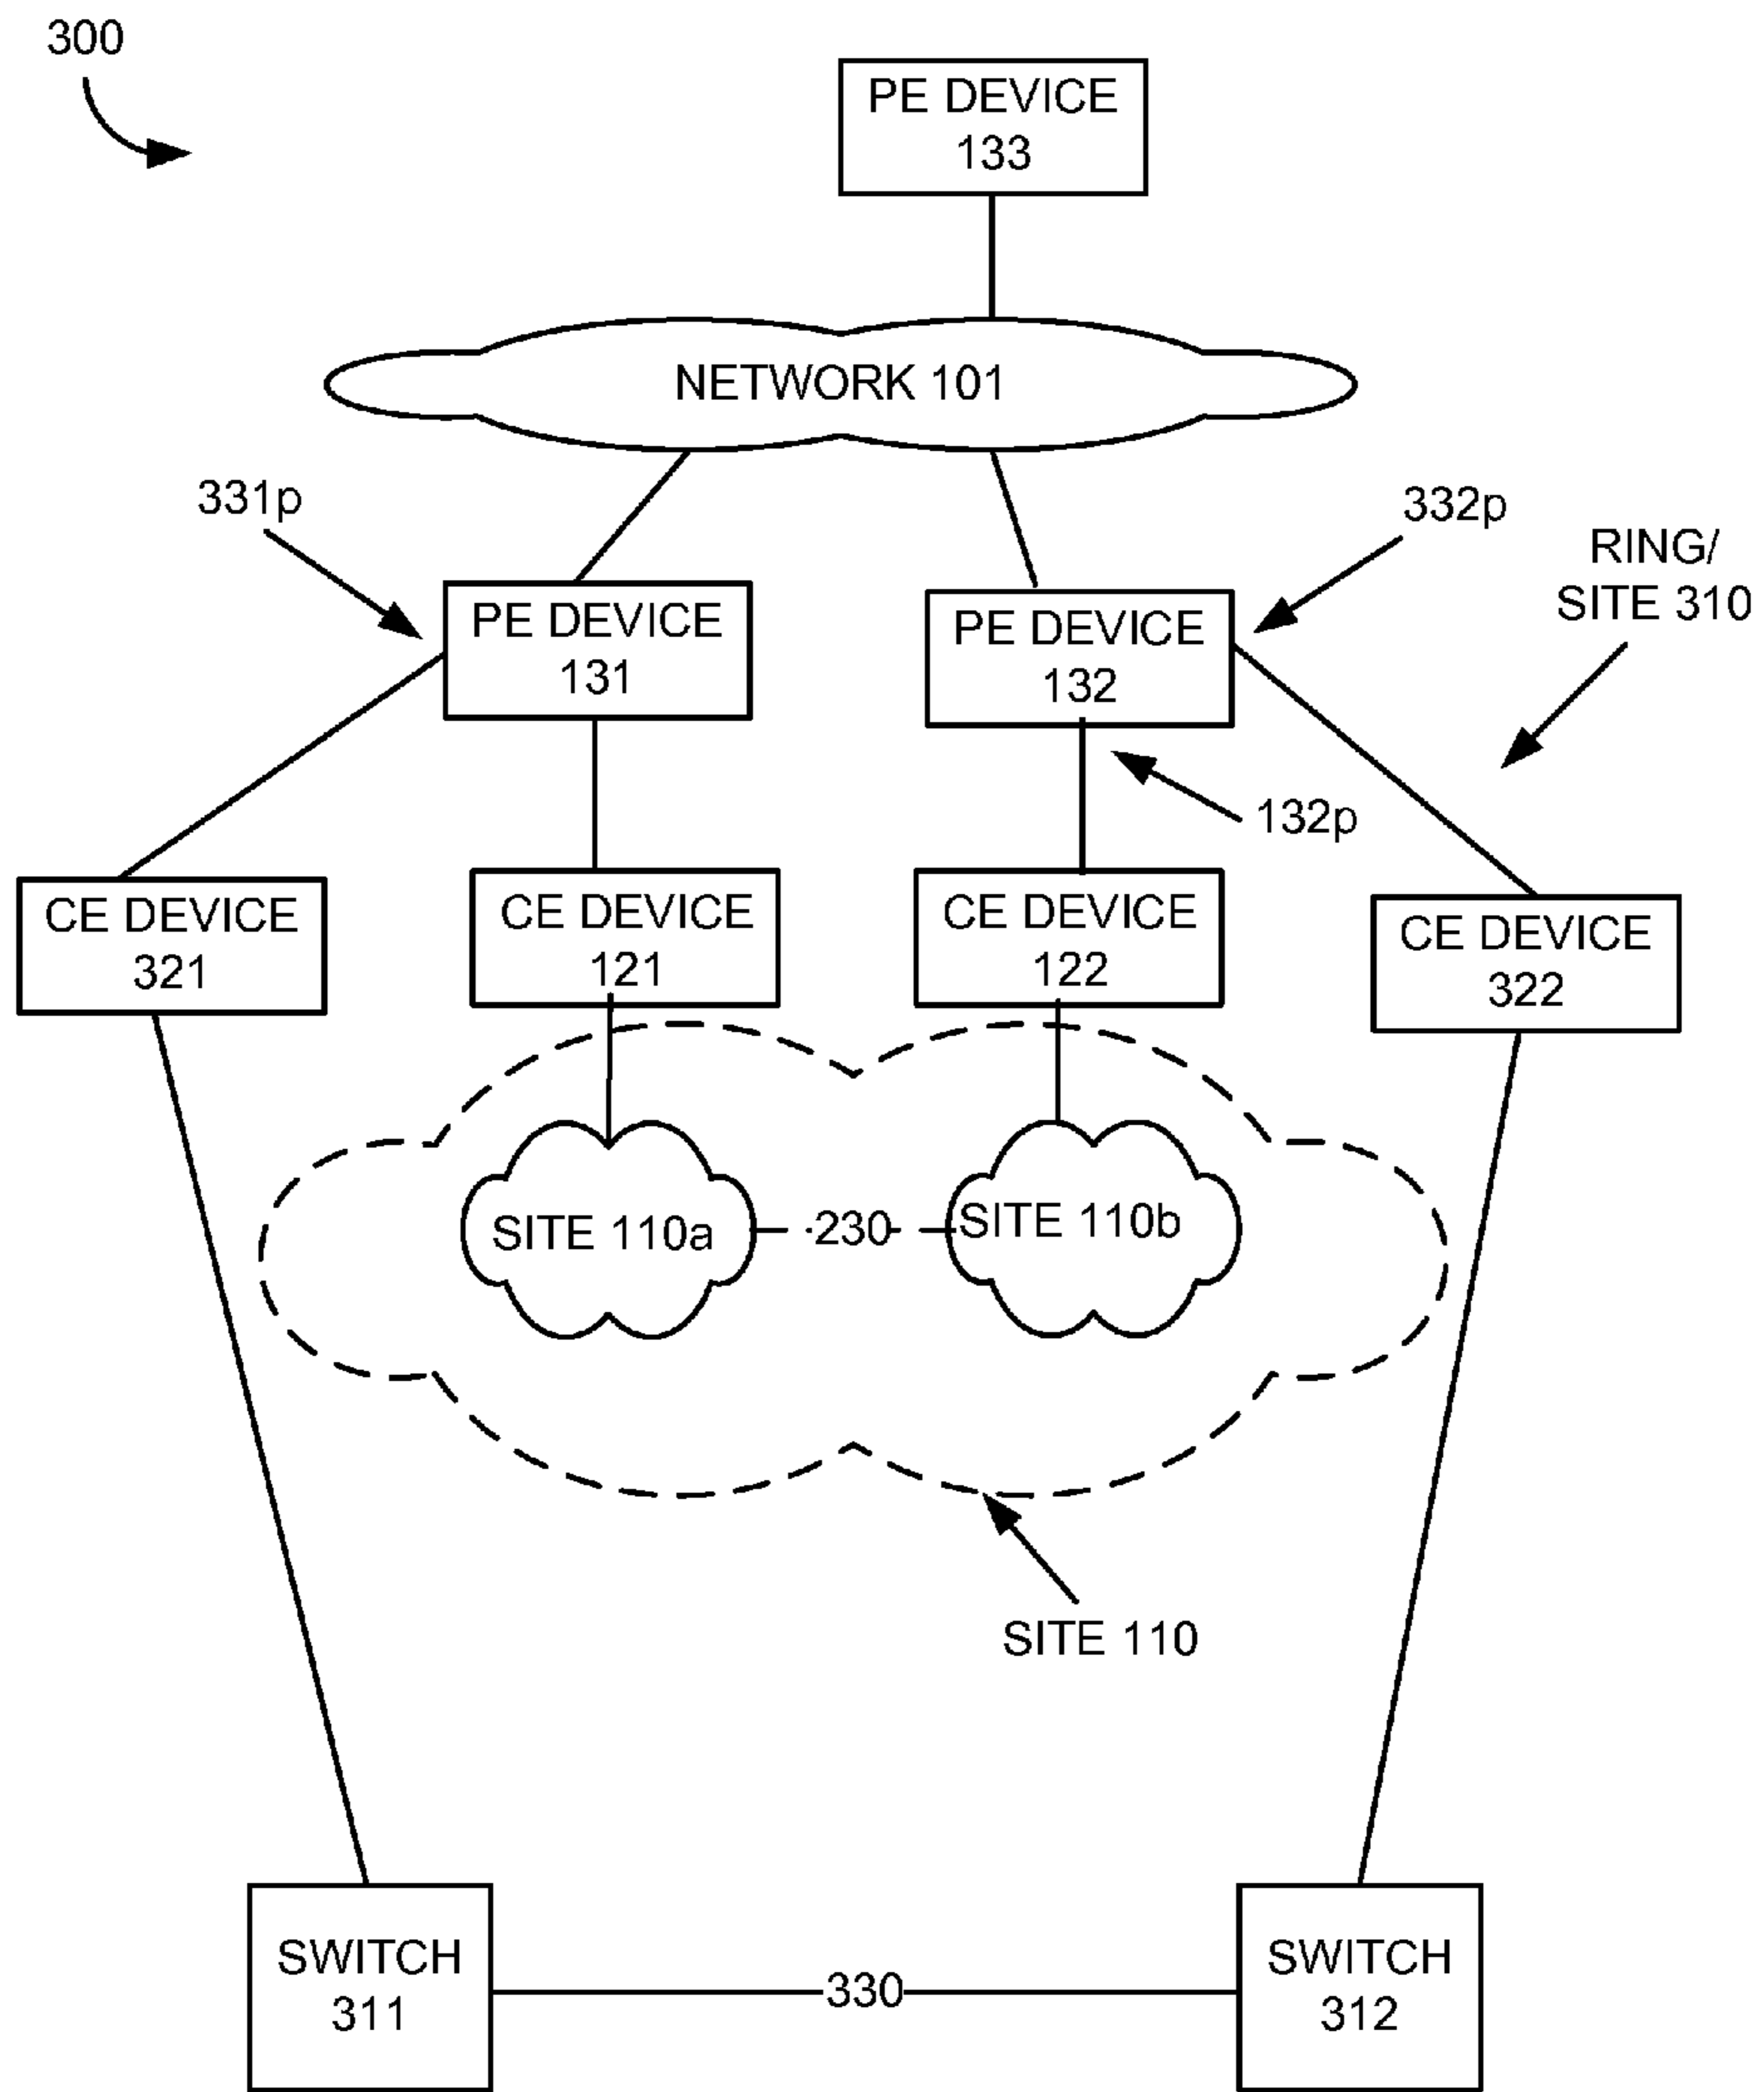 300
PE DEVICE
133
NETWORK 101
331p
332p
RING/
SITE 310
PE DEVICE
131
PE DEVICE
132
132p
CE DEVICE
321
CE DEVICE
121
CE DEVICE
122
CE DEVICE
322
SITE 110a
230
SITE 110b
SITE 110
SWITCH
311
330
SWITCH
312